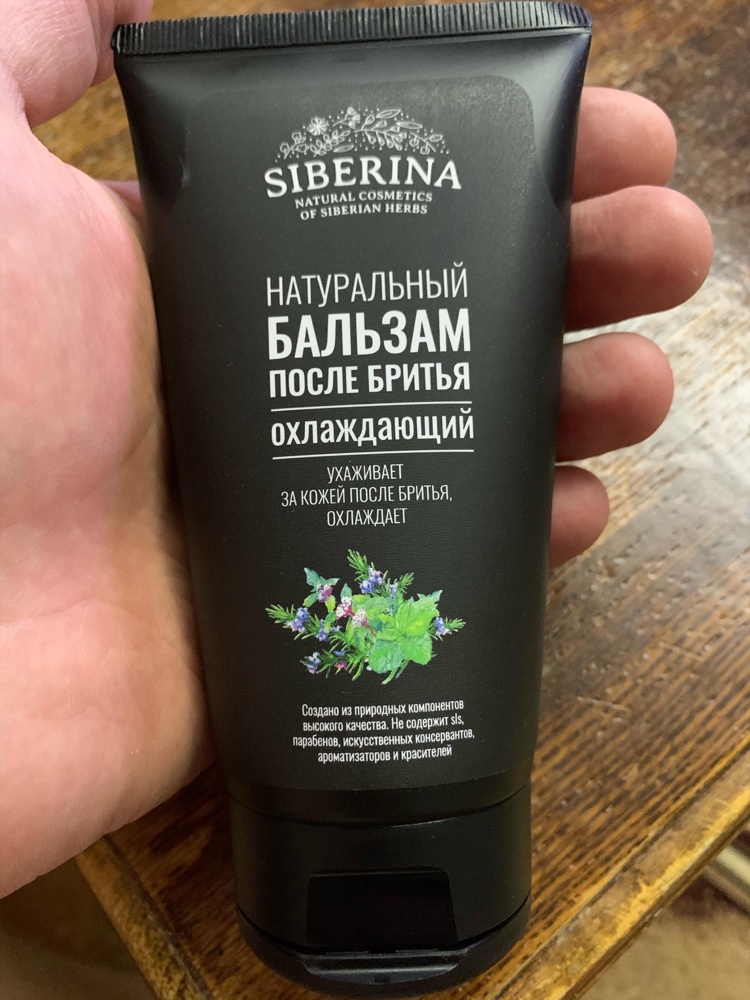 SIBERINA
NATURAL COSMETICS
OF SIBERIAN HERBS
НАТУРАЛЬНЫЙ
БАЛЬЗАМ
ПОСЛЕ БРИТЬЯ
охлаждающий
УХАЖИВАЕТ
ЗА КОЖЕЙ ПОСЛЕ БРИТЬЯ,
ОХЛАЖДАЕТ
Создано из природных компонентов
высокого качества. Не содержит sls,
парабенов, искусственных консервантов,
ароматизаторов и красителей